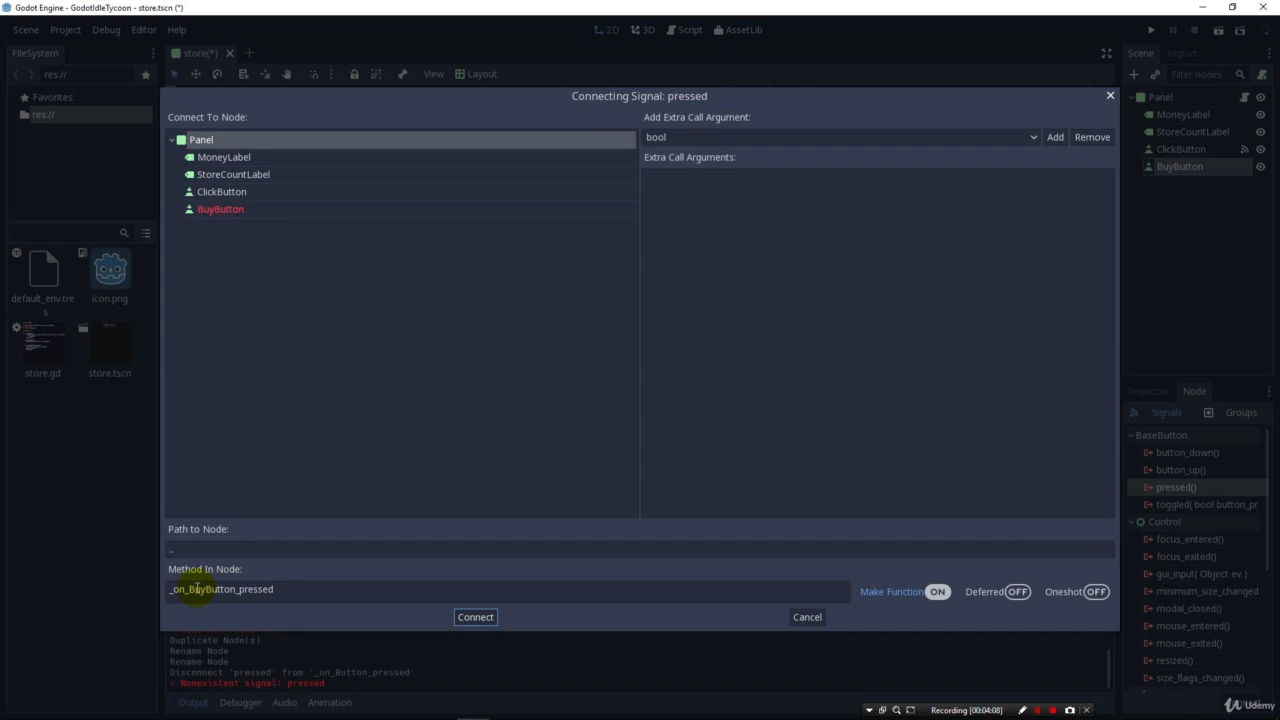 Godot Engine - GodotIdleTycoon - store.tscn (*)
Scene Project Debug Editor Help
2D 3D Script AssetLib
FileSystem
store(*)
Scene Import
res://
View Layout
Filter nodes
Favorites:
res://
Connecting Signal: pressed
Connect To Node:
Add Extra Call Argument:
Panel
MoneyLabel
StoreCountLabel
ClickButton
BuyButton
bool
Add Remove
Extra Call Arguments:
Panel
MoneyLabel
StoreCountLabel
ClickButton
BuyButton
default_env.tre
s
icon.png
store.gd
store.tscn
Inspector Node
Signals Groups
BaseButton
button_down()
button_up()
pressed()
toggled( bool button_pr
Control
focus_entered()
focus_exited()
gui_input( Object ev )
minimum_size_changed
modal_closed()
mouse_entered()
mouse_exited()
resized()
size_flags_changed()
Path to Node:
..
Method In Node:
_on_BuyButton_pressed
Make Function ON Deferred OFF Oneshot OFF
Connect Cancel
Duplicate Node(s)
Rename Node
Rename Node
Disconnect 'pressed' from '_on_Button_pressed'
Nonexistent signal: pressed
Output Debugger Audio Animation
Recording [00:04:08]
Udemy